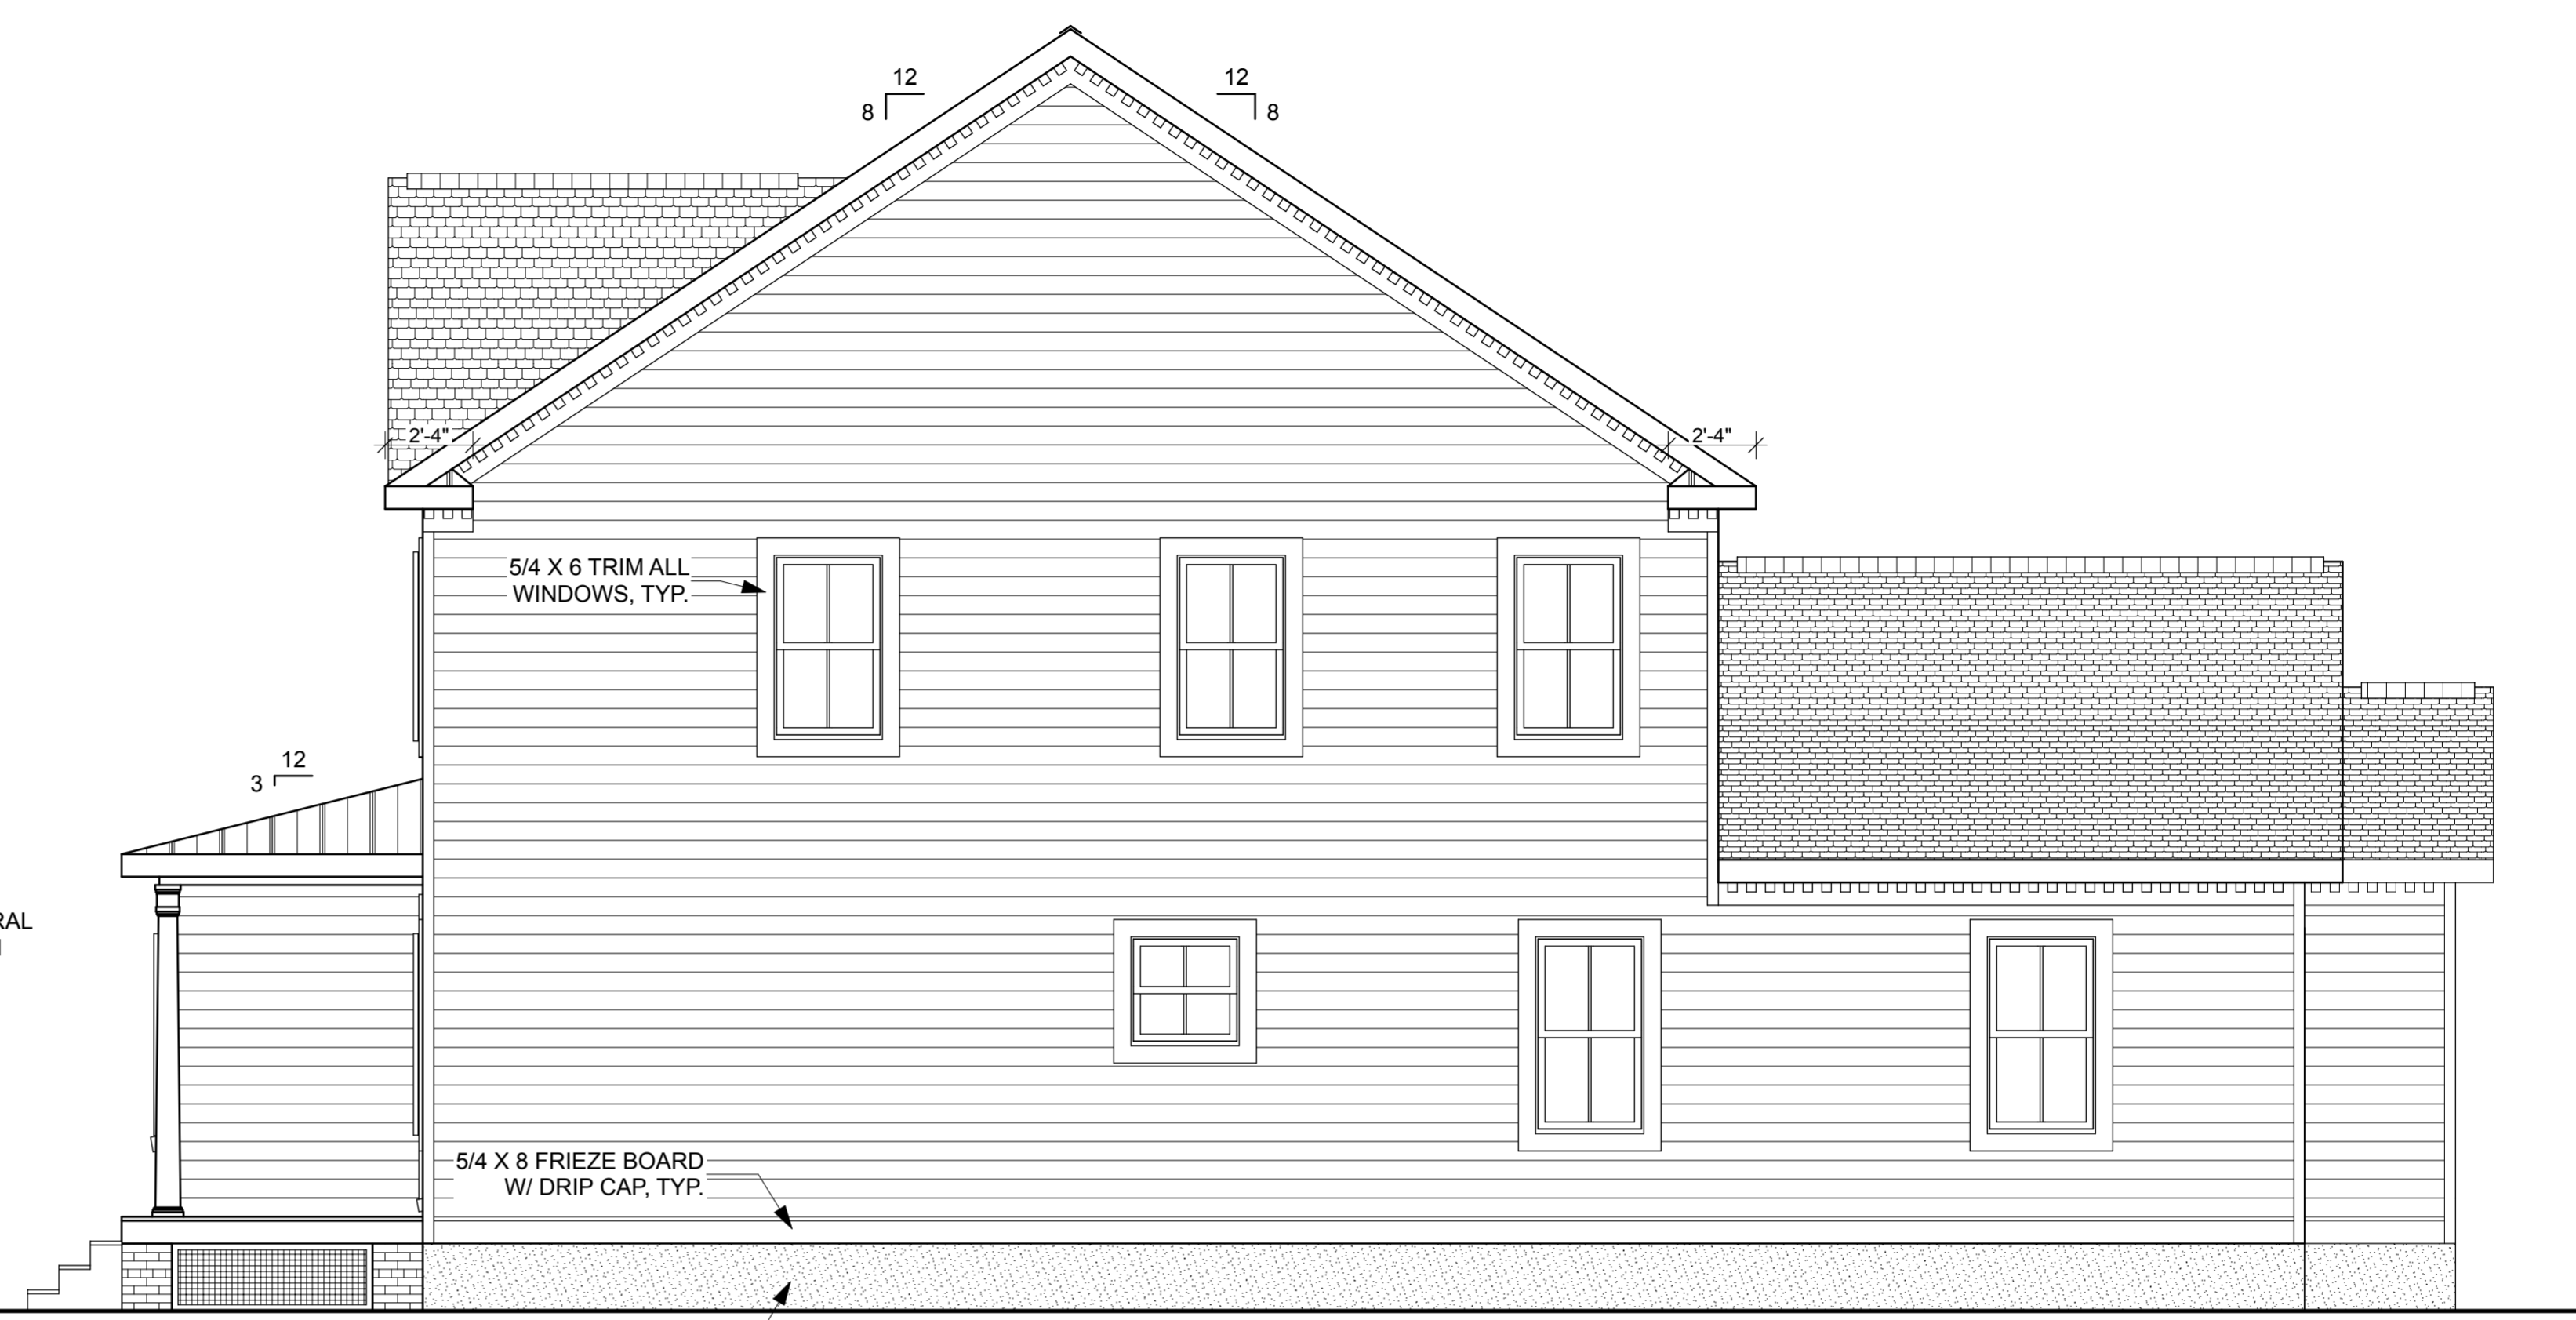 12
8
12
8
2'-4"
2'-4"
5/4 X 6 TRIM ALL
WINDOWS, TYP.
12
3
RAL
5/4 X 8 FRIEZE BOARD
W/ DRIP CAP, TYP.